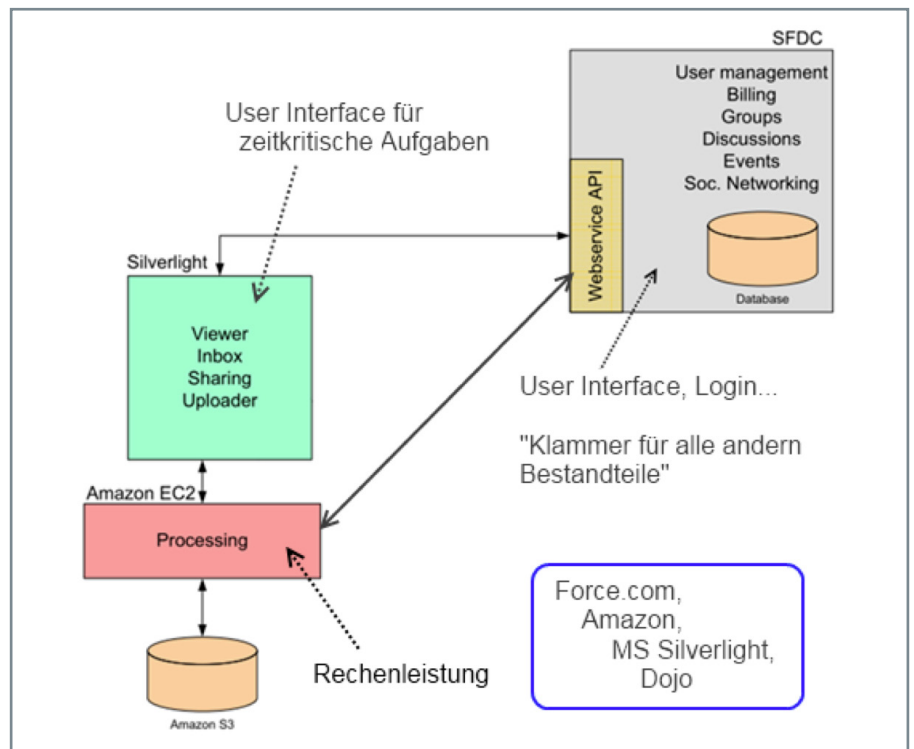 SFDC
User management
Billing
Groups
Discussions
Events
Soc. Networking
Webservice API
Database
User Interface für
zeitkritische Aufgaben
Silverlight
Viewer
Inbox
Sharing
Uploader
User Interface, Login...
"Klammer für alle andern
Bestandteile"
Amazon EC2
Processing
Rechenleistung
Amazon S3
Force.com,
Amazon,
MS Silverlight,
Dojo